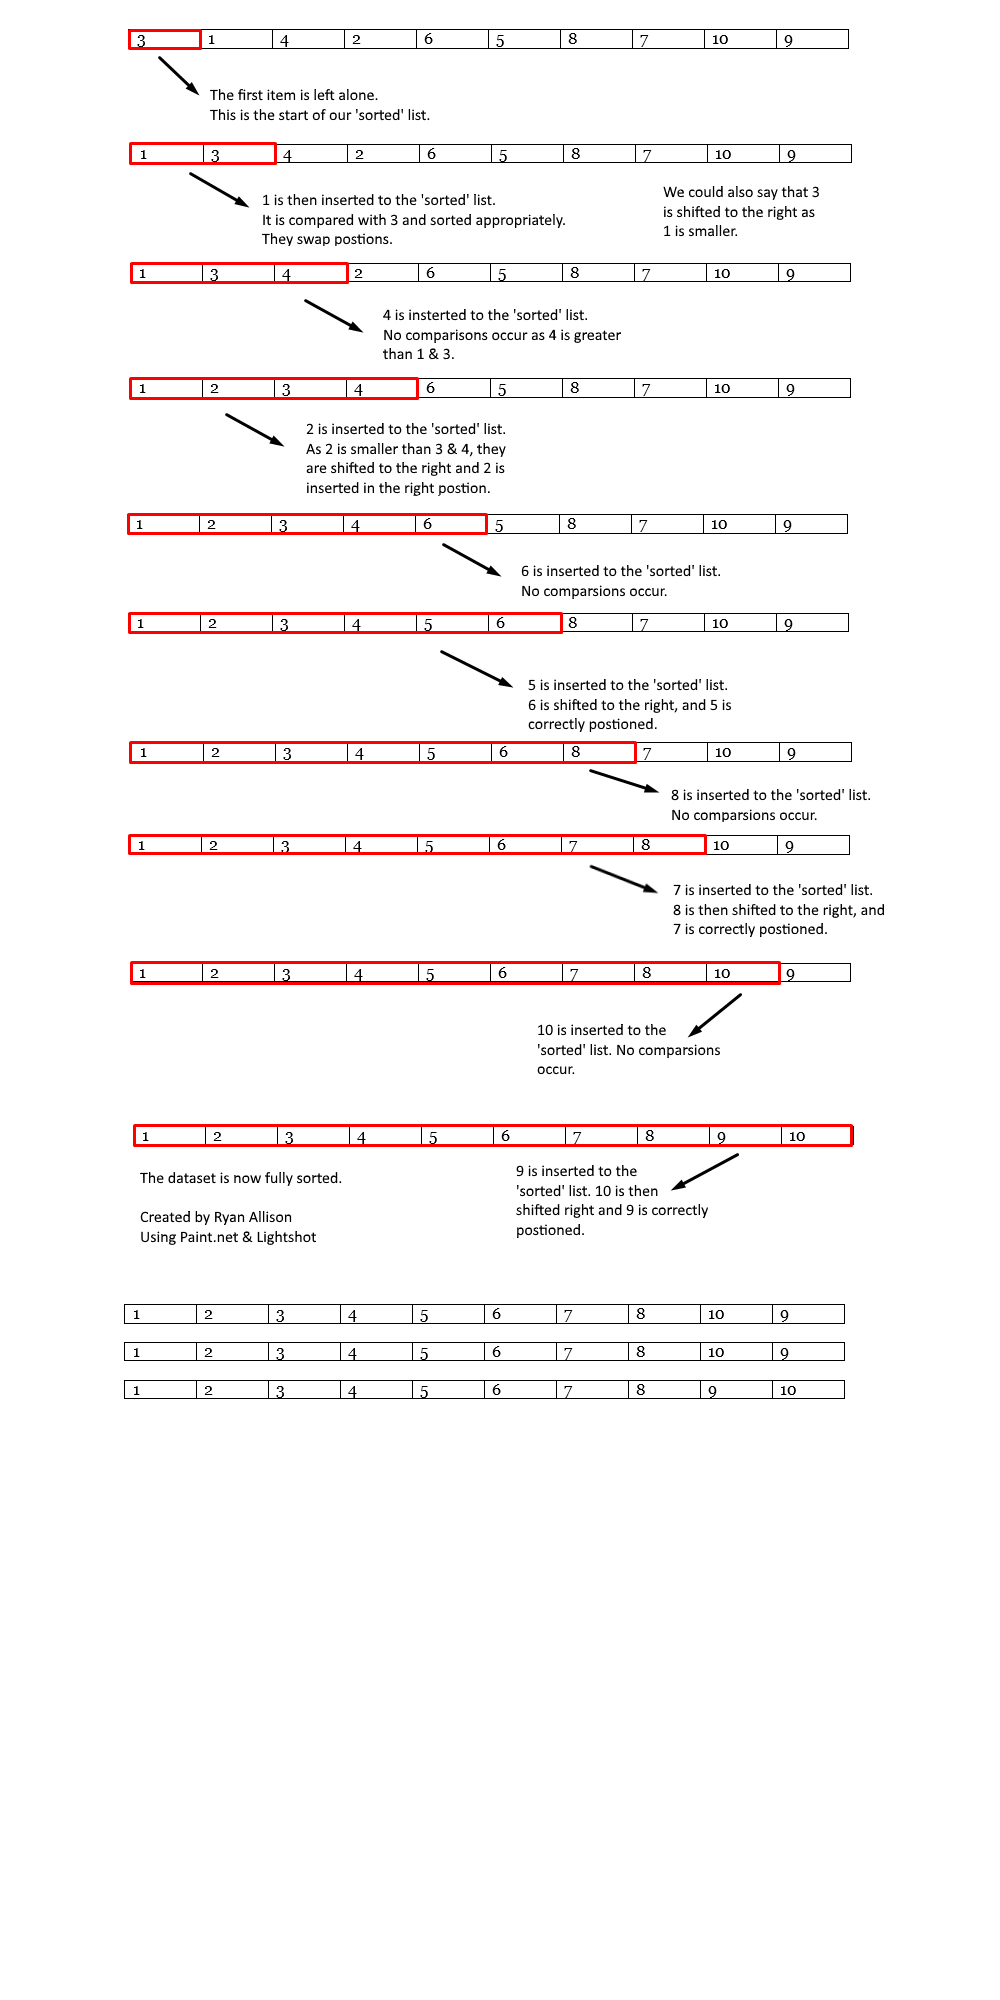 3 1 4 2 6 5 8 7 10 9
The first item is left alone.
This is the start of our 'sorted' list.
1 3 4 2 6 5 8 7 10 9
1 is then inserted to the 'sorted' list.
It is compared with 3 and sorted appropriately.
They swap postions.
We could also say that 3
is shifted to the right as
1 is smaller.
1 3 4 2 6 5 8 7 10 9
4 is insterted to the 'sorted' list.
No comparisons occur as 4 is greater
than 1 & 3.
1 2 3 4 6 5 8 7 10 9
2 is inserted to the 'sorted' list.
As 2 is smaller than 3 & 4, they
are shifted to the right and 2 is
inserted in the right postion.
1 2 3 4 6 5 8 7 10 9
6 is inserted to the 'sorted' list.
No comparsions occur.
1 2 3 4 5 6 8 7 10 9
5 is inserted to the 'sorted' list.
6 is shifted to the right, and 5 is
correctly postioned.
1 2 3 4 5 6 8 7 10 9
8 is inserted to the 'sorted' list.
No comparsions occur.
1 2 3 4 5 6 7 8 10 9
7 is inserted to the 'sorted' list.
8 is then shifted to the right, and
7 is correctly postioned.
1 2 3 4 5 6 7 8 10 9
10 is inserted to the
'sorted' list. No comparsions
occur.
1 2 3 4 5 6 7 8 9 10
The dataset is now fully sorted.
Created by Ryan Allison
Using Paint.net & Lightshot
9 is inserted to the
'sorted' list. 10 is then
shifted right and 9 is correctly
postioned.
1 2 3 4 5 6 7 8 10 9
1 2 3 4 5 6 7 8 10 9
1 2 3 4 5 6 7 8 9 10